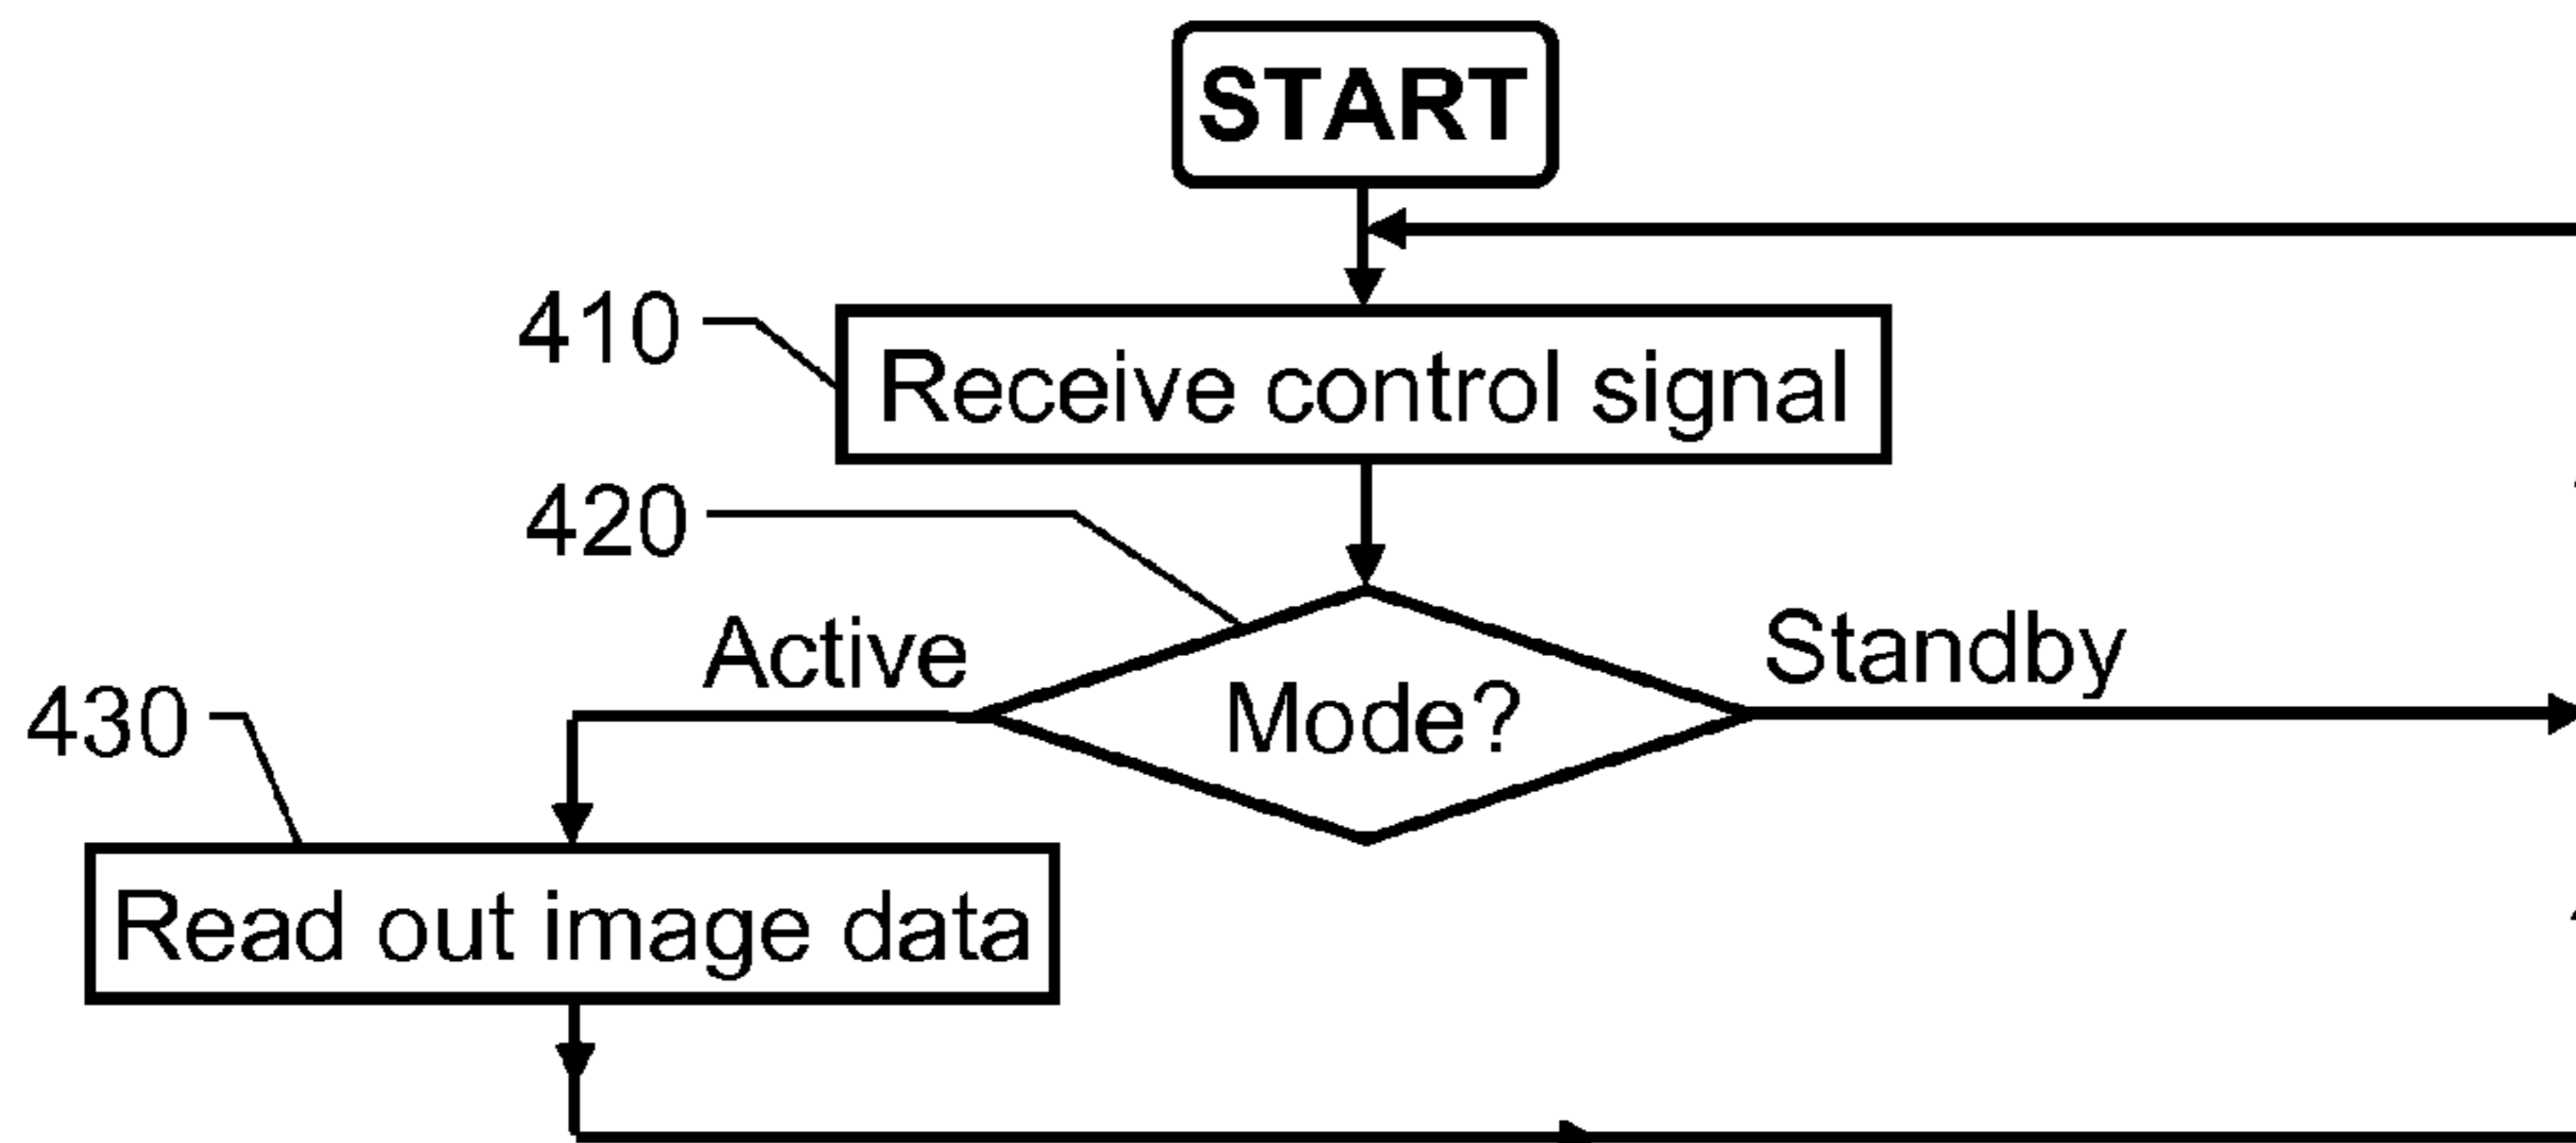 START
410
Receive control signal
420
Active
Standby
Mode?
430
Read out image data